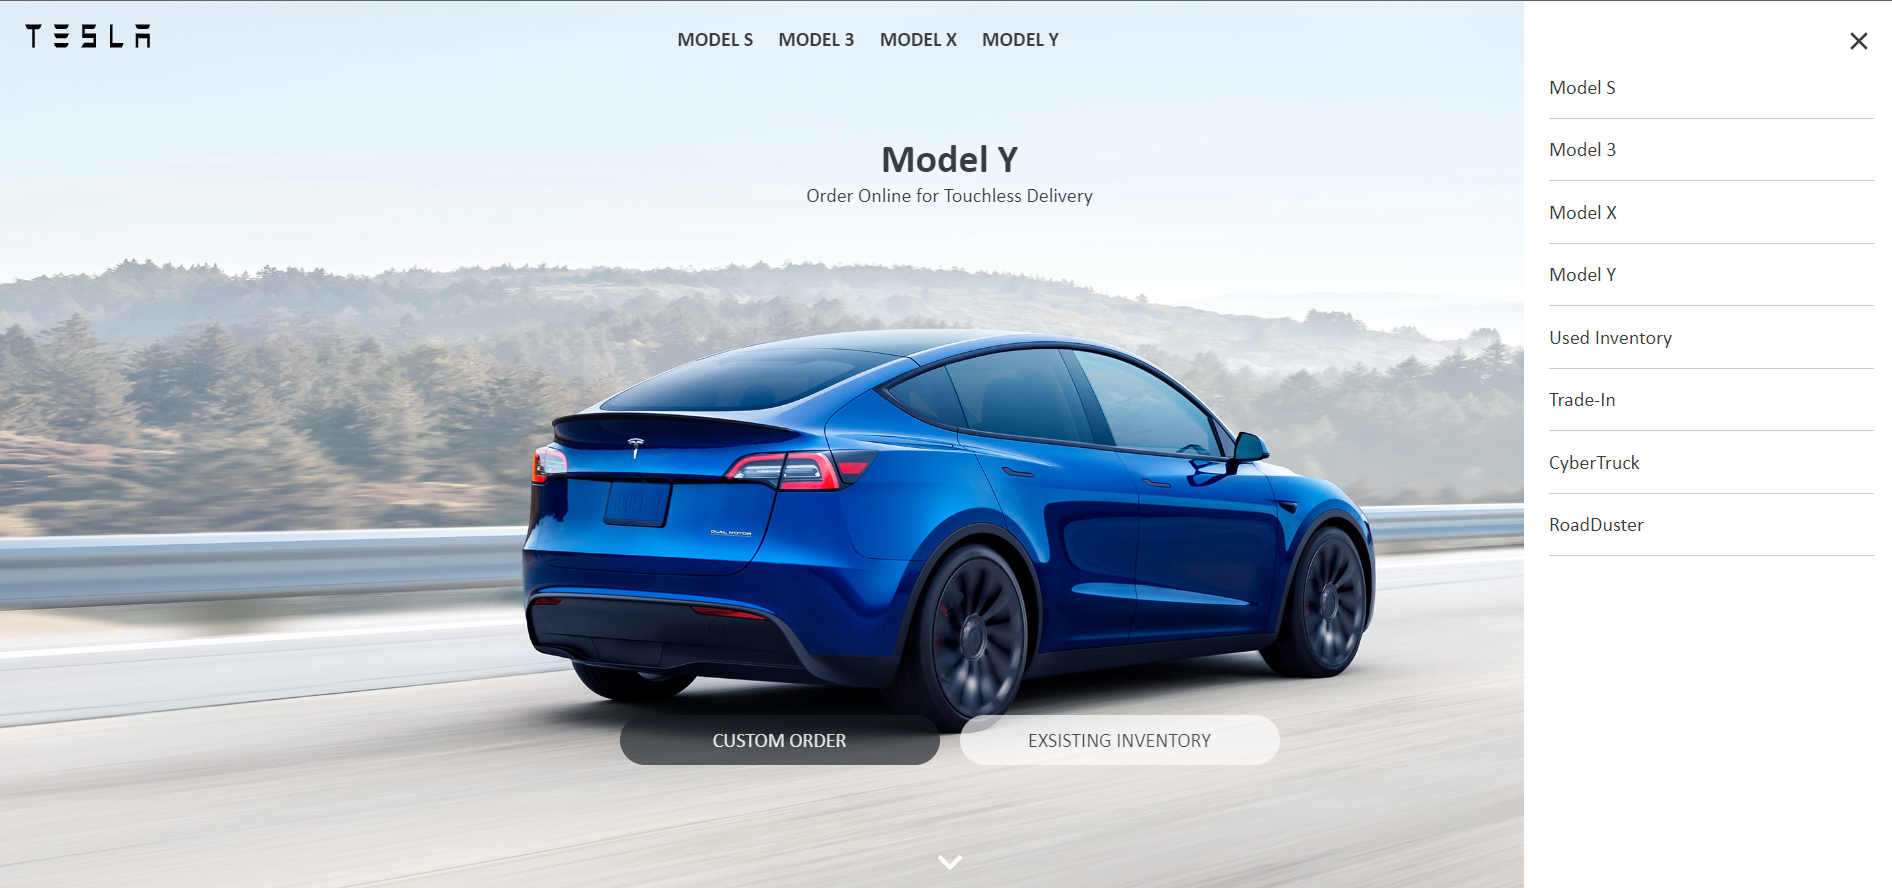 TESLA
MODEL S MODEL 3 MODEL X MODEL Y
Model Y
Order Online for Touchless Delivery
DUAL MOTOR
CUSTOM ORDER
EXSISTING INVENTORY
Model S
Model 3
Model X
Model Y
Used Inventory
Trade-In
CyberTruck
RoadDuster